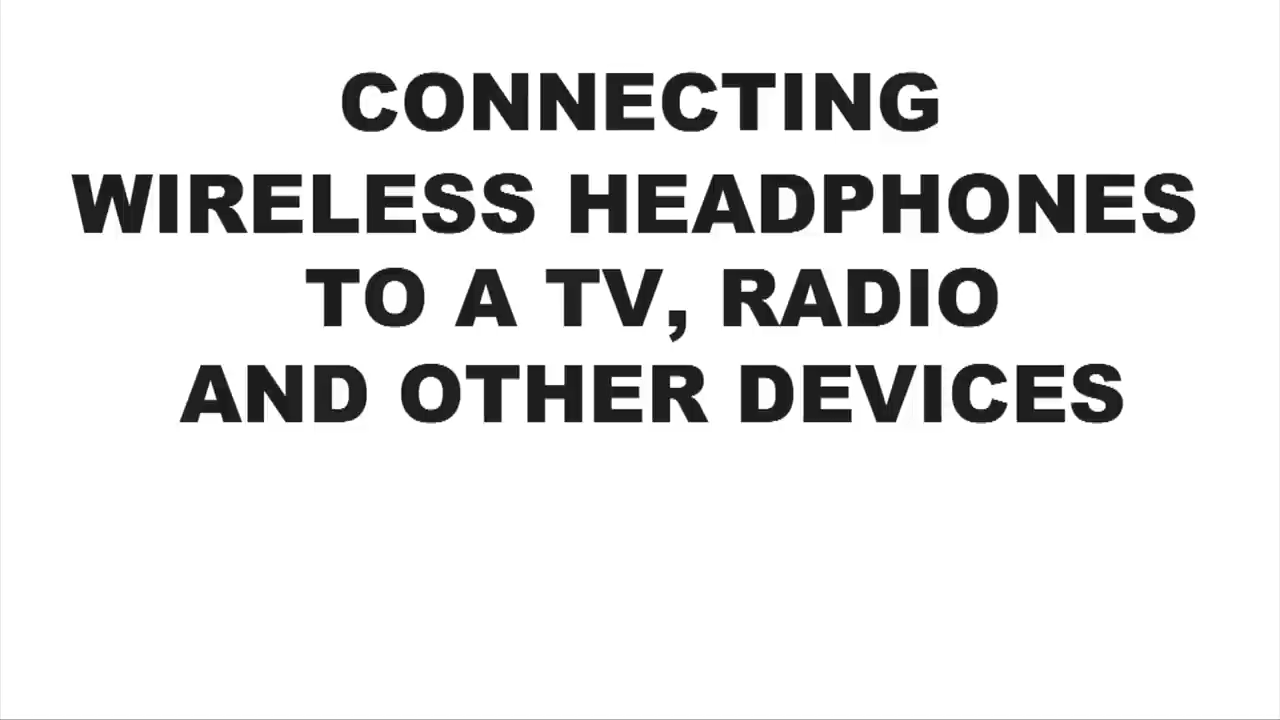 CONNECTING
WIRELESS HEADPHONES
TO A TV, RADIO
AND OTHER DEVICES